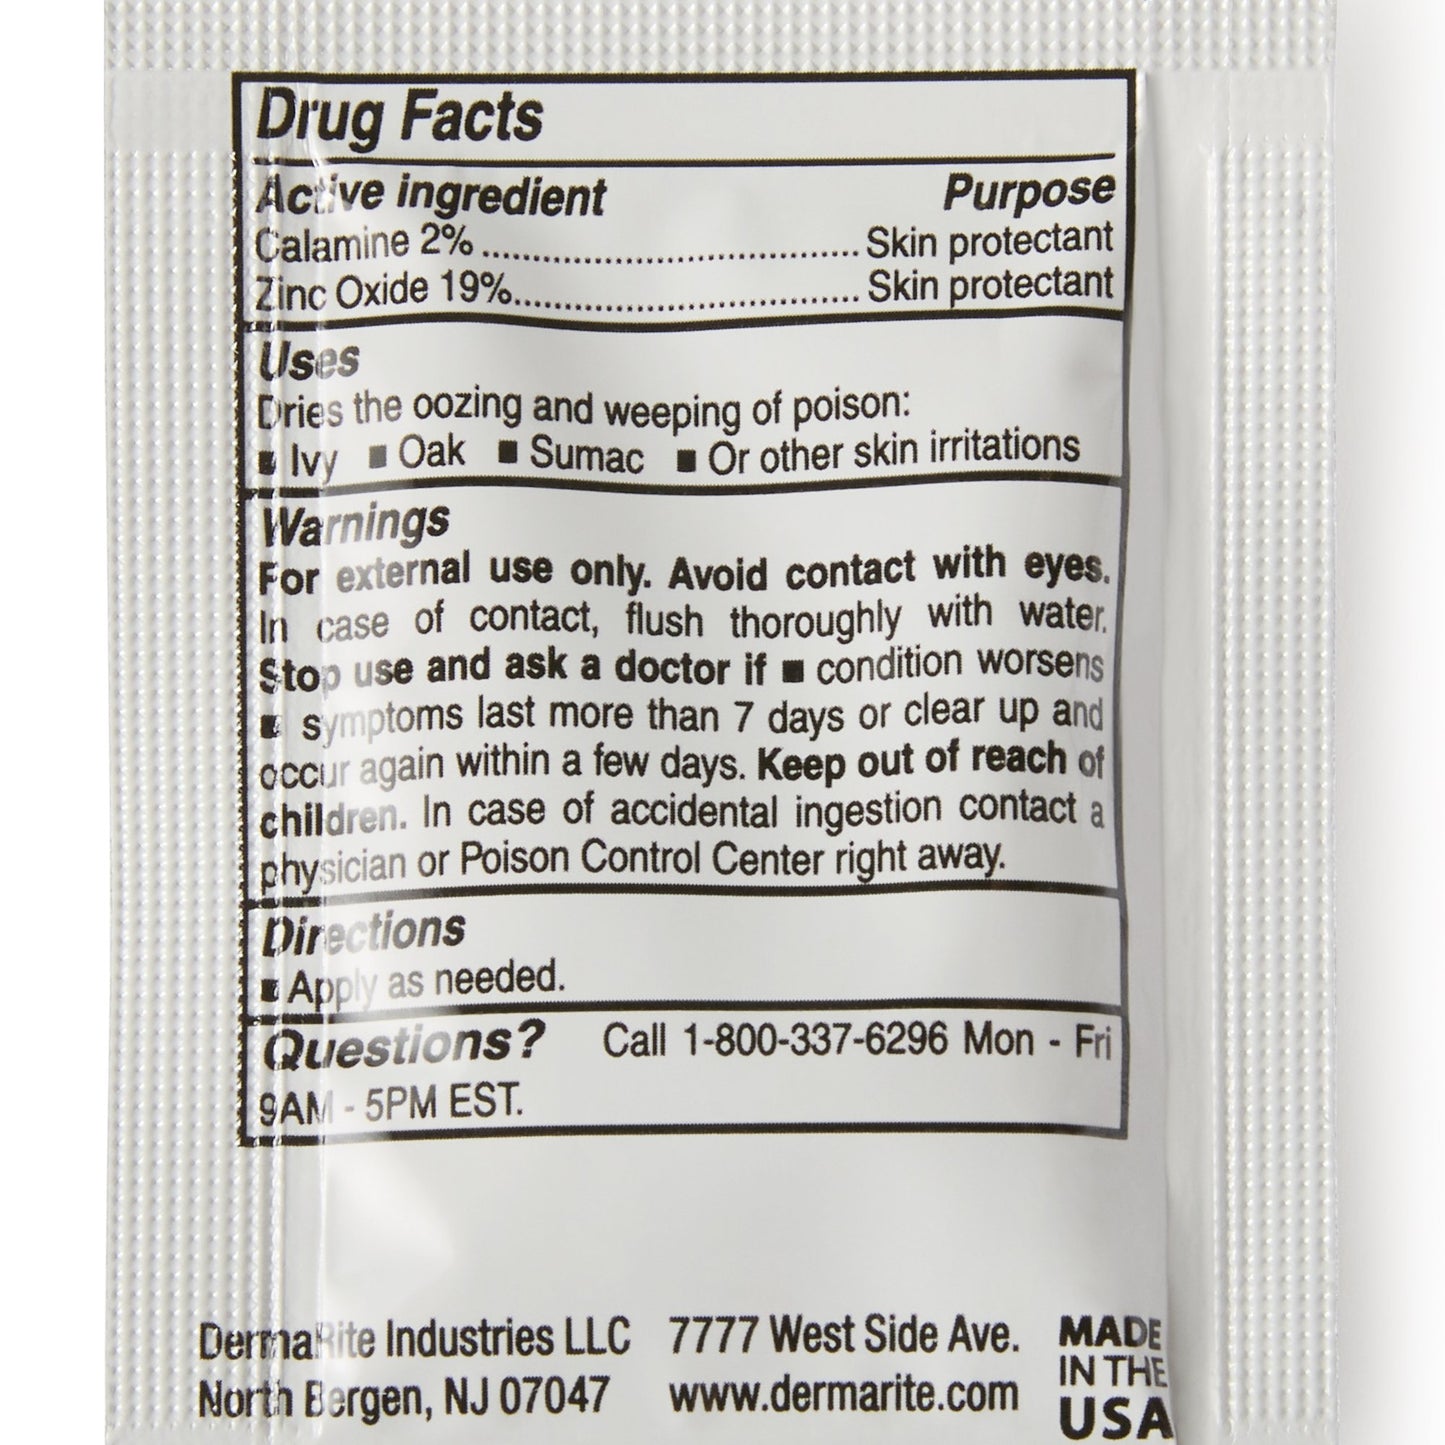 Drug Facts
Active ingredient Purpose
Calamine 2%........................................Skin protectant
Zinc Oxide 19%.....................................Skin protectant
Uses
Dries the oozing and weeping of poison:
■ Ivy ■ Oak ■ Sumac ■ Or other skin irritations
Warnings
For external use only. Avoid contact with eyes.
In case of contact, flush thoroughly with water.
Stop use and ask a doctor if ■ condition worsens
■ symptoms last more than 7 days or clear up and
occur again within a few days. Keep out of reach of
children. In case of accidental ingestion contact a
physician or Poison Control Center right away.
Directions
■ Apply as needed.
Questions? Call 1-800-337-6296 Mon - Fri
9AM - 5PM EST.
DermaRite Industries LLC 7777 West Side Ave.
North Bergen, NJ 07047 www.dermarite.com
MADE
IN THE
USA